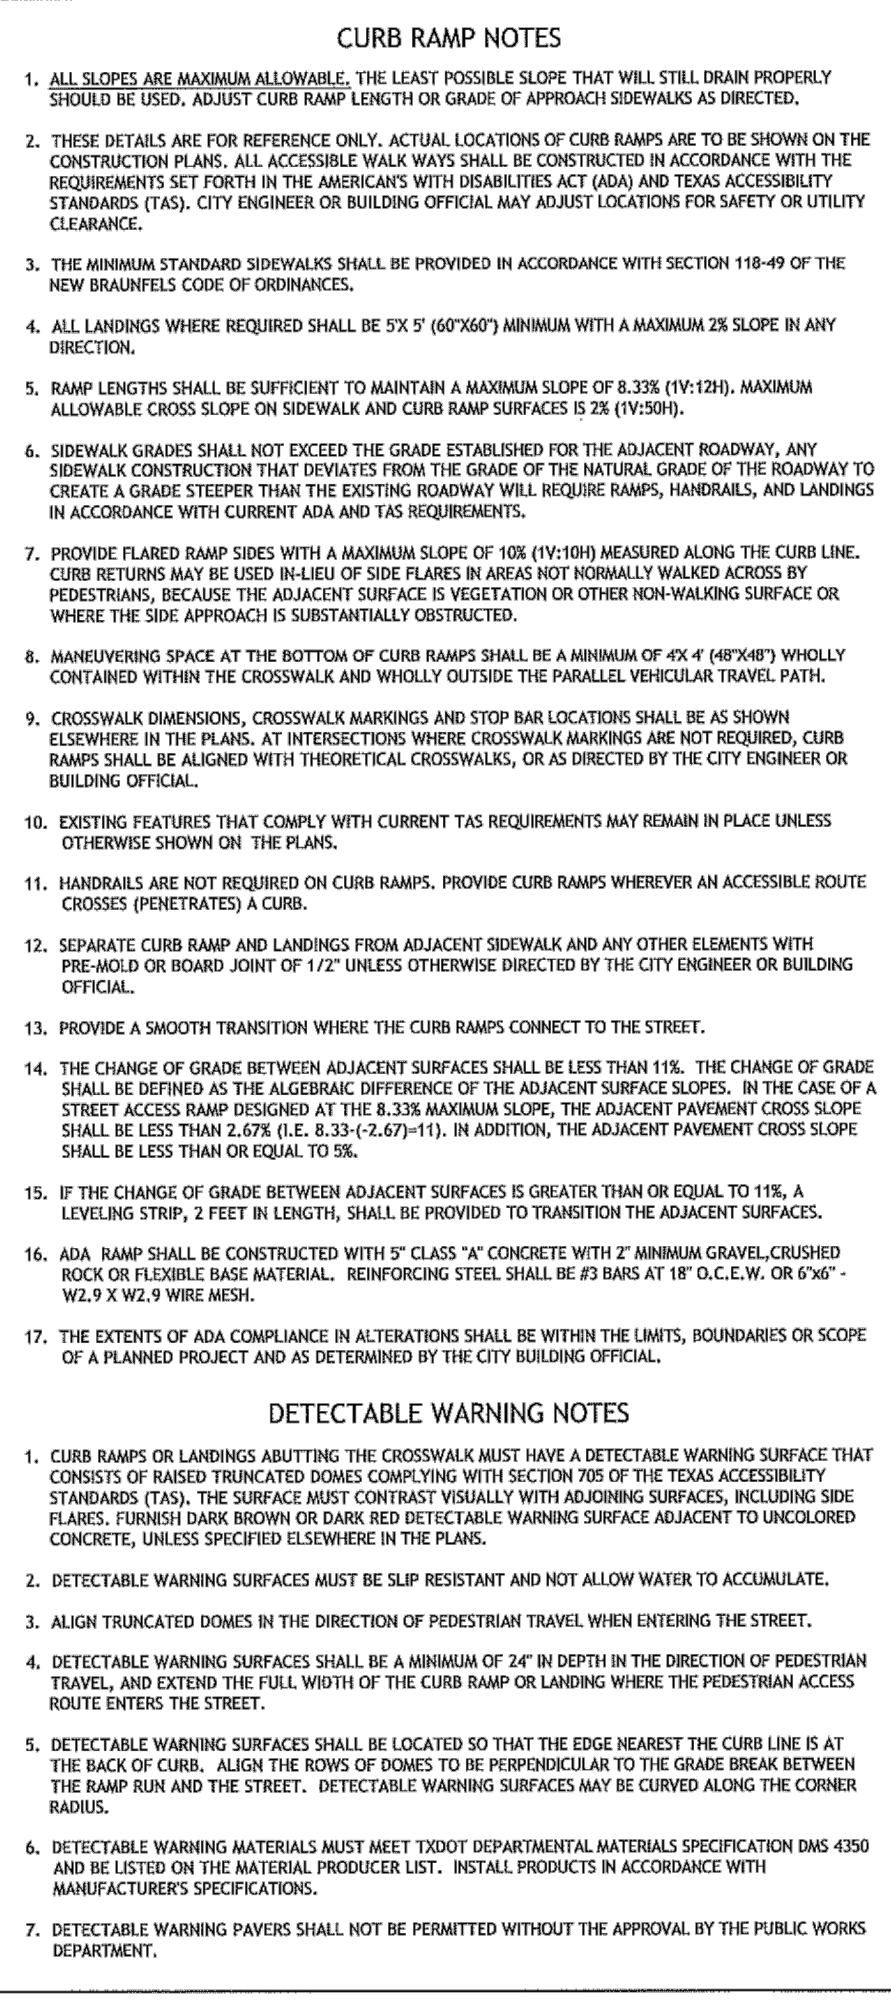 CURB RAMP NOTES
1. ALL SLOPES ARE MAXIMUM ALLOWABLE. THE LEAST POSSIBLE SLOPE THAT WILL STILL DRAIN PROPERLY
SHOULD BE USED. ADJUST CURB RAMP LENGTH OR GRADE OF APPROACH SIDEWALKS AS DIRECTED.
2. THESE DETAILS ARE FOR REFERENCE ONLY. ACTUAL LOCATIONS OF CURB RAMPS ARE TO BE SHOWN ON THE
CONSTRUCTION PLANS. ALL ACCESSIBLE WALK WAYS SHALL BE CONSTRUCTED IN ACCORDANCE WITH THE
REQUIREMENTS SET FORTH IN THE AMERICAN'S WITH DISABILITIES ACT (ADA) AND TEXAS ACCESSIBILITY
STANDARDS (TAS). CITY ENGINEER OR BUILDING OFFICIAL MAY ADJUST LOCATIONS FOR SAFETY OR UTILITY
CLEARANCE.
3. THE MINIMUM STANDARD SIDEWALKS SHALL BE PROVIDED IN ACCORDANCE WITH SECTION 118-49 OF THE
NEW BRAUNFELS CODE OF ORDINANCES.
4. ALL LANDINGS WHERE REQUIRED SHALL BE 5'X 5' (60"X60") MINIMUM WITH A MAXIMUM 2% SLOPE IN ANY
DIRECTION.
5. RAMP LENGTHS SHALL BE SUFFICIENT TO MAINTAIN A MAXIMUM SLOPE OF 8.33% (1V:12H). MAXIMUM
ALLOWABLE CROSS SLOPE ON SIDEWALK AND CURB RAMP SURFACES IS 2% (1V:50H).
6. SIDEWALK GRADES SHALL NOT EXCEED THE GRADE ESTABLISHED FOR THE ADJACENT ROADWAY, ANY
SIDEWALK CONSTRUCTION THAT DEVIATES FROM THE GRADE OF THE NATURAL GRADE OF THE ROADWAY TO
CREATE A GRADE STEEPER THAN THE EXISTING ROADWAY WILL REQUIRE RAMPS, HANDRAILS, AND LANDINGS
IN ACCORDANCE WITH CURRENT ADA AND TAS REQUIREMENTS.
7. PROVIDE FLARED RAMP SIDES WITH A MAXIMUM SLOPE OF 10% (1V:10H) MEASURED ALONG THE CURB LINE.
CURB RETURNS MAY BE USED IN-LIEU OF SIDE FLARES IN AREAS NOT NORMALLY WALKED ACROSS BY
PEDESTRIANS, BECAUSE THE ADJACENT SURFACE IS VEGETATION OR OTHER NON-WALKING SURFACE OR
WHERE THE SIDE APPROACH IS SUBSTANTIALLY OBSTRUCTED.
8. MANEUVERING SPACE AT THE BOTTOM OF CURB RAMPS SHALL BE A MINIMUM OF 4'X 4' (48"X48") WHOLLY
CONTAINED WITHIN THE CROSSWALK AND WHOLLY OUTSIDE THE PARALLEL VEHICULAR TRAVEL PATH.
9. CROSSWALK DIMENSIONS, CROSSWALK MARKINGS AND STOP BAR LOCATIONS SHALL BE AS SHOWN
ELSEWHERE IN THE PLANS. AT INTERSECTIONS WHERE CROSSWALK MARKINGS ARE NOT REQUIRED, CURB
RAMPS SHALL BE ALIGNED WITH THEORETICAL CROSSWALKS, OR AS DIRECTED BY THE CITY ENGINEER OR
BUILDING OFFICIAL.
10. EXISTING FEATURES THAT COMPLY WITH CURRENT TAS REQUIREMENTS MAY REMAIN IN PLACE UNLESS
OTHERWISE SHOWN ON THE PLANS.
11. HANDRAILS ARE NOT REQUIRED ON CURB RAMPS. PROVIDE CURB RAMPS WHEREVER AN ACCESSIBLE ROUTE
CROSSES (PENETRATES) A CURB.
12. SEPARATE CURB RAMP AND LANDINGS FROM ADJACENT SIDEWALK AND ANY OTHER ELEMENTS WITH
PRE-MOLD OR BOARD JOINT OF 1/2" UNLESS OTHERWISE DIRECTED BY THE CITY ENGINEER OR BUILDING
OFFICIAL.
13. PROVIDE A SMOOTH TRANSITION WHERE THE CURB RAMPS CONNECT TO THE STREET.
14. THE CHANGE OF GRADE BETWEEN ADJACENT SURFACES SHALL BE LESS THAN 11%. THE CHANGE OF GRADE
SHALL BE DEFINED AS THE ALGEBRAIC DIFFERENCE OF THE ADJACENT SURFACE SLOPES. IN THE CASE OF A
STREET ACCESS RAMP DESIGNED AT THE 8.33% MAXIMUM SLOPE, THE ADJACENT PAVEMENT CROSS SLOPE
SHALL BE LESS THAN 2.67% (I.E. 8.33-(-2.67)=11). IN ADDITION, THE ADJACENT PAVEMENT CROSS SLOPE
SHALL BE LESS THAN OR EQUAL TO 5%.
15. IF THE CHANGE OF GRADE BETWEEN ADJACENT SURFACES IS GREATER THAN OR EQUAL TO 11%, A
LEVELING STRIP, 2 FEET IN LENGTH, SHALL BE PROVIDED TO TRANSITION THE ADJACENT SURFACES.
16. ADA RAMP SHALL BE CONSTRUCTED WITH 5" CLASS "A" CONCRETE WITH 2" MINIMUM GRAVEL,CRUSHED
ROCK OR FLEXIBLE BASE MATERIAL. REINFORCING STEEL SHALL BE #3 BARS AT 18" O.C.E.W. OR 6"x6" -
W2.9 X W2.9 WIRE MESH.
17. THE EXTENTS OF ADA COMPLIANCE IN ALTERATIONS SHALL BE WITHIN THE LIMITS, BOUNDARIES OR SCOPE
OF A PLANNED PROJECT AND AS DETERMINED BY THE CITY BUILDING OFFICIAL.
DETECTABLE WARNING NOTES
1. CURB RAMPS OR LANDINGS ABUTTING THE CROSSWALK MUST HAVE A DETECTABLE WARNING SURFACE THAT
CONSISTS OF RAISED TRUNCATED DOMES COMPLYING WITH SECTION 705 OF THE TEXAS ACCESSIBILITY
STANDARDS (TAS). THE SURFACE MUST CONTRAST VISUALLY WITH ADJOINING SURFACES, INCLUDING SIDE
FLARES. FURNISH DARK BROWN OR DARK RED DETECTABLE WARNING SURFACE ADJACENT TO UNCOLORED
CONCRETE, UNLESS SPECIFIED ELSEWHERE IN THE PLANS.
2. DETECTABLE WARNING SURFACES MUST BE SLIP RESISTANT AND NOT ALLOW WATER TO ACCUMULATE.
3. ALIGN TRUNCATED DOMES IN THE DIRECTION OF PEDESTRIAN TRAVEL WHEN ENTERING THE STREET.
4. DETECTABLE WARNING SURFACES SHALL BE A MINIMUM OF 24" IN DEPTH IN THE DIRECTION OF PEDESTRIAN
TRAVEL, AND EXTEND THE FULL WIDTH OF THE CURB RAMP OR LANDING WHERE THE PEDESTRIAN ACCESS
ROUTE ENTERS THE STREET.
5. DETECTABLE WARNING SURFACES SHALL BE LOCATED SO THAT THE EDGE NEAREST THE CURB LINE IS AT
THE BACK OF CURB. ALIGN THE ROWS OF DOMES TO BE PERPENDICULAR TO THE GRADE BREAK BETWEEN
THE RAMP RUN AND THE STREET. DETECTABLE WARNING SURFACES MAY BE CURVED ALONG THE CORNER
RADIUS.
6. DETECTABLE WARNING MATERIALS MUST MEET TXDOT DEPARTMENTAL MATERIALS SPECIFICATION DMS 4350
AND BE LISTED ON THE MATERIAL PRODUCER LIST. INSTALL PRODUCTS IN ACCORDANCE WITH
MANUFACTURER'S SPECIFICATIONS.
7. DETECTABLE WARNING PAVERS SHALL NOT BE PERMITTED WITHOUT THE APPROVAL BY THE PUBLIC WORKS
DEPARTMENT.